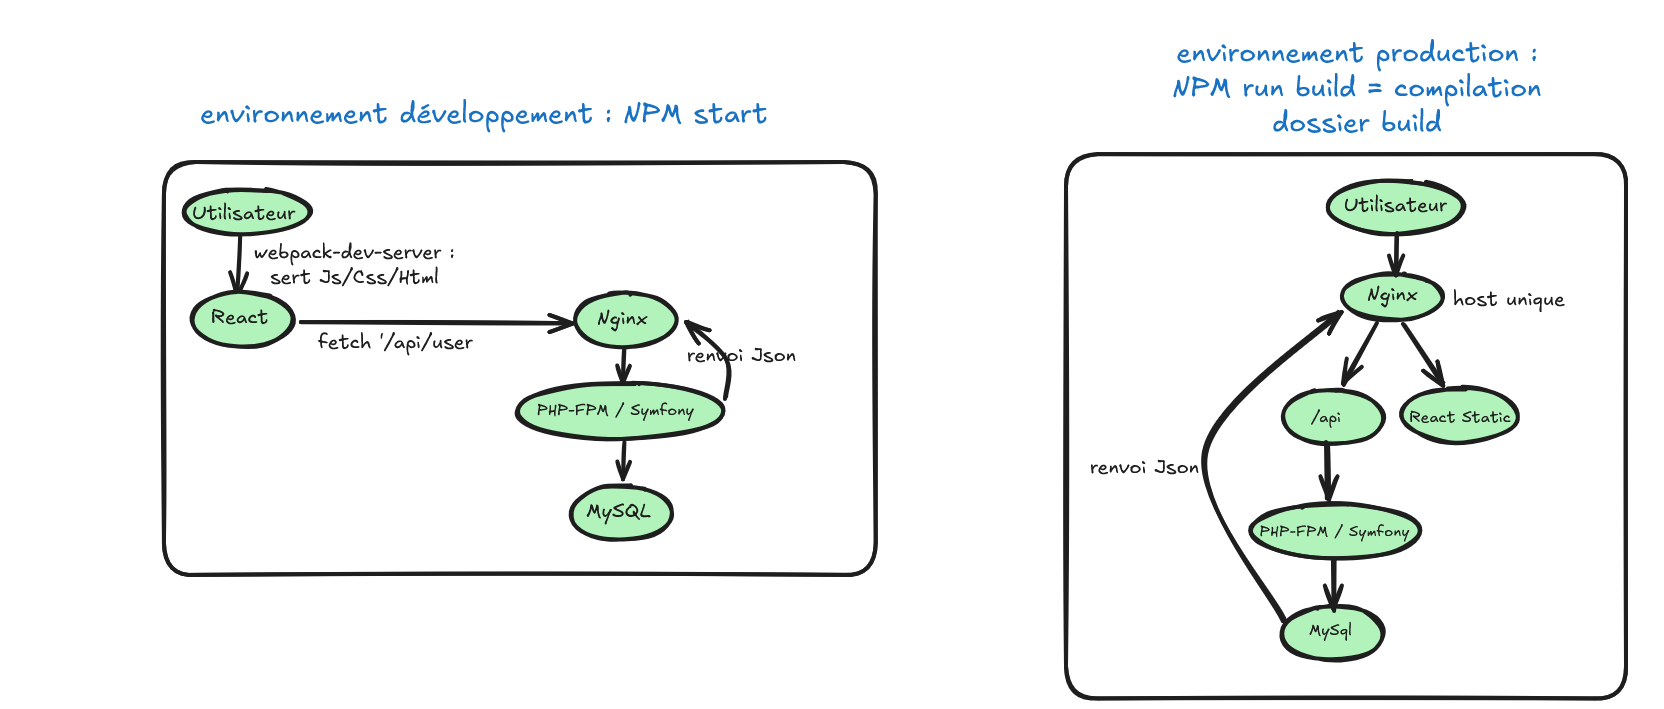 environnement développement : NPM start
Utilisateur
webpack-dev-server :
sert Js/Css/Html
React
fetch '/api/user
Nginx
renvoi Json
PHP-FPM / Symfony
MySQL
environnement production :
NPM run build = compilation
dossier build
Utilisateur
Nginx
host unique
/api
React Static
renvoi Json
PHP-FPM / Symfony
MySql